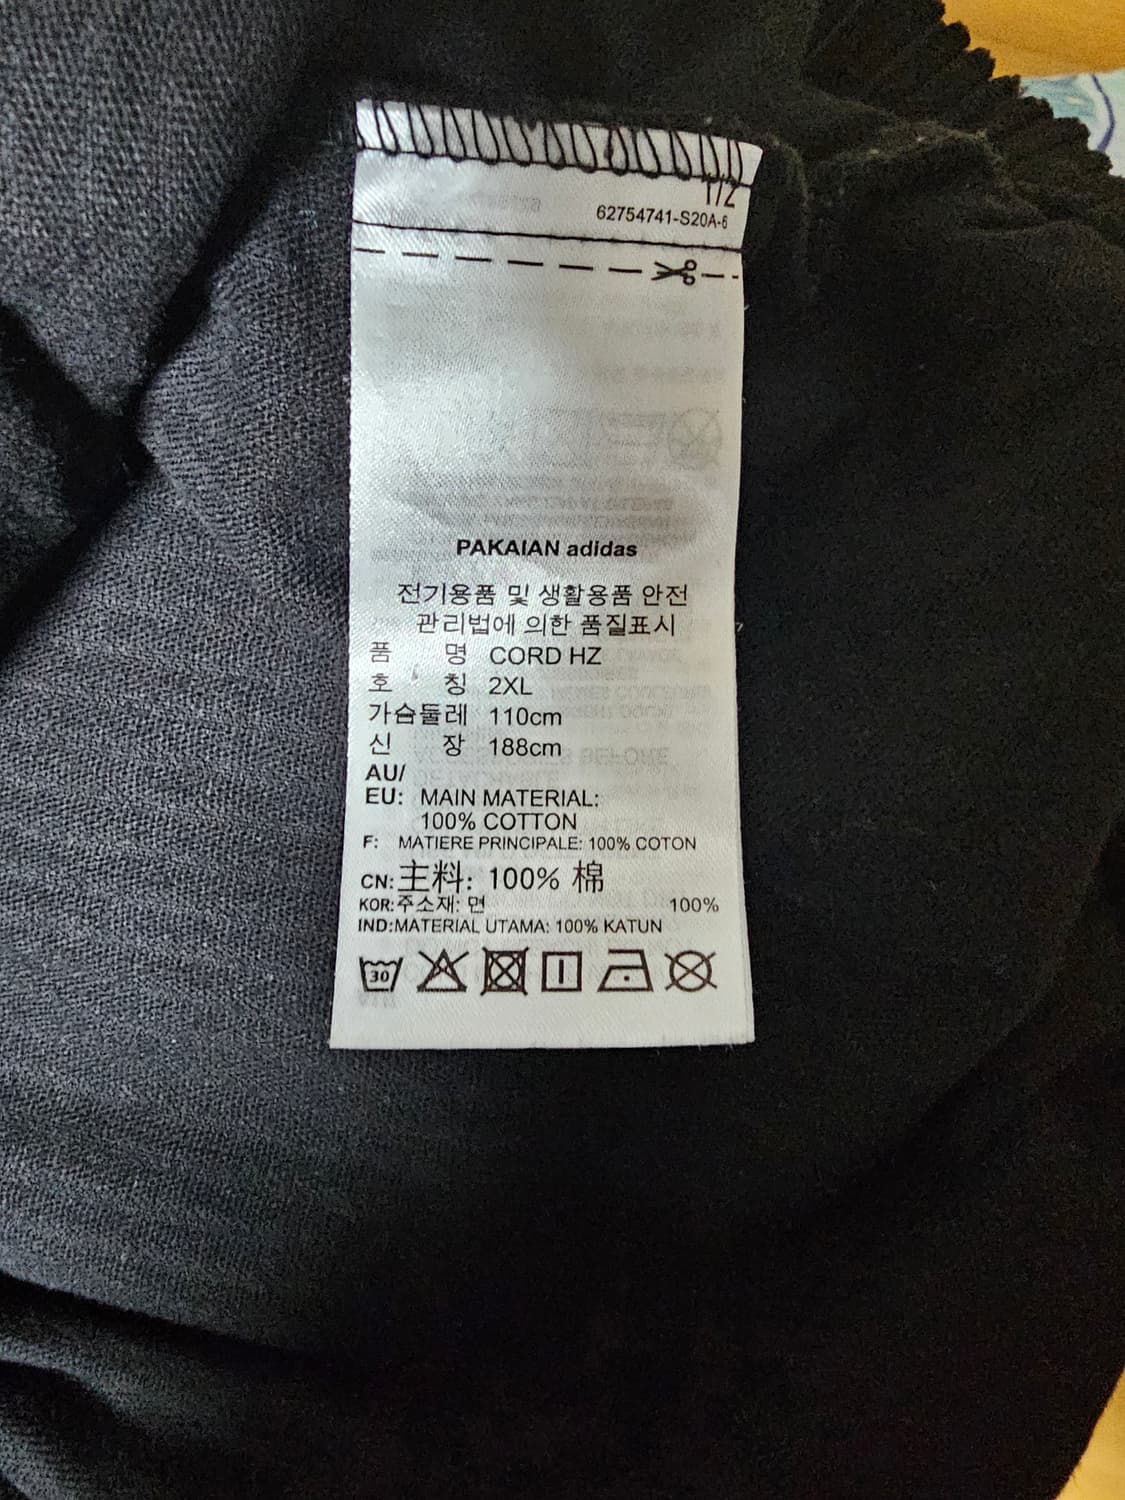 1/2
62754741-S20A-6
PAKAIAN adidas
전기용품 및 생활용품 안전
관리법에 의한 품질표시
품 명 CORD HZ
호 칭 2XL
가슴둘레 110cm
신 장 188cm
AU/
EU: MAIN MATERIAL:
100% COTTON
F: MATIERE PRINCIPALE: 100% COTON
CN: 主料: 100% 棉
KOR: 주소재: 면 100%
IND: MATERIAL UTAMA: 100% KATUN
30